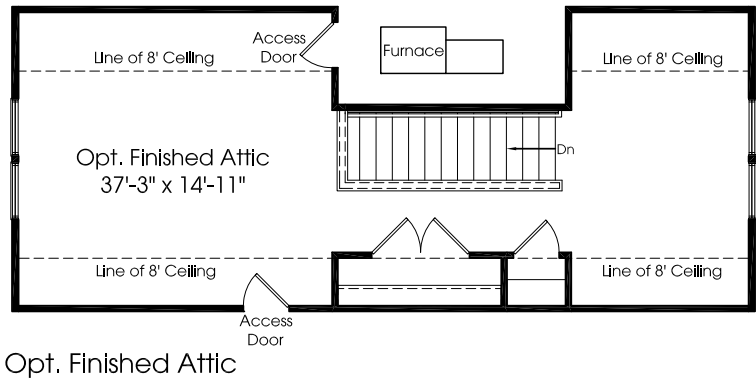 Access
Door
Furnace
Line of 8' Ceiling
Line of 8' Ceiling
Opt. Finished Attic
37'-3" x 14'-11"
Dn
Line of 8' Ceiling
Line of 8' Ceiling
Access
Door
Opt. Finished Attic